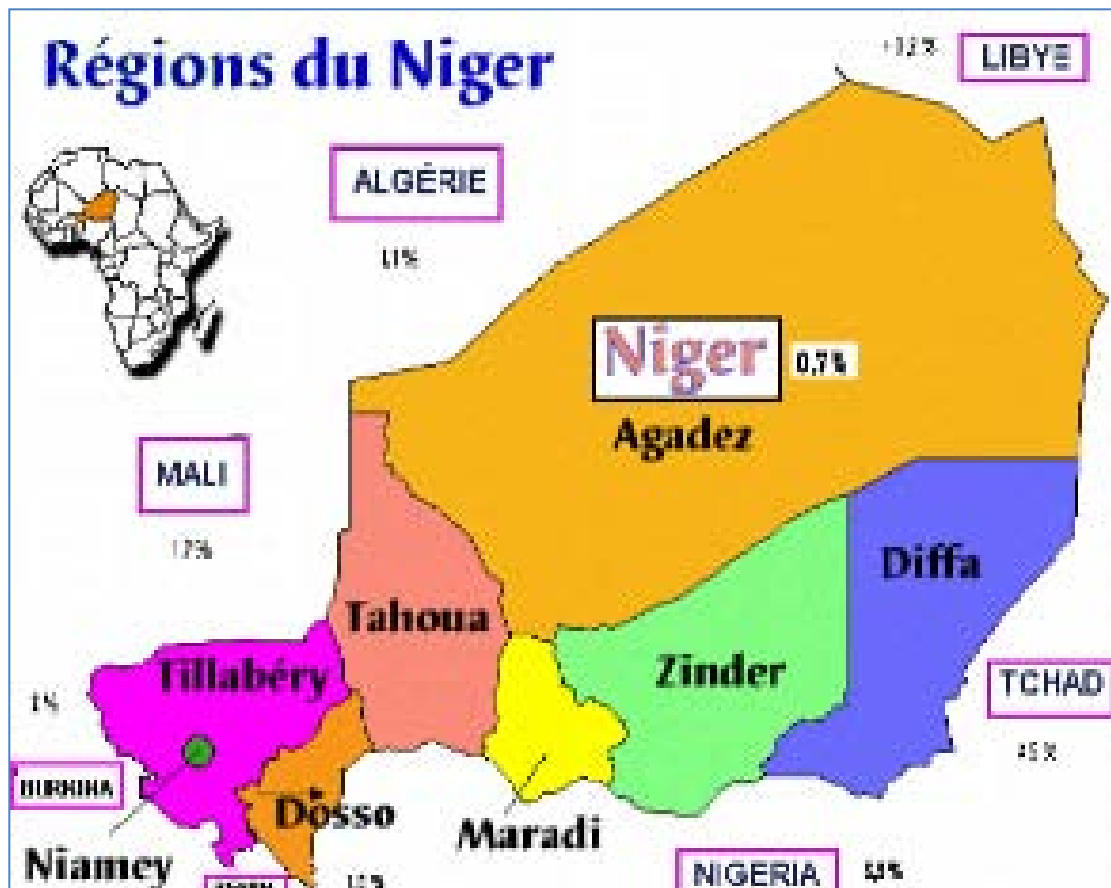 Régions du Niger
LIBYE
ALGÉRIE
Niger
0,7%
Agadez
MALI
Diffa
Tahoua
Zinder
Tillabéry
TCHAD
BURKINA
Dosso
Maradi
Niamey
NIGERIA